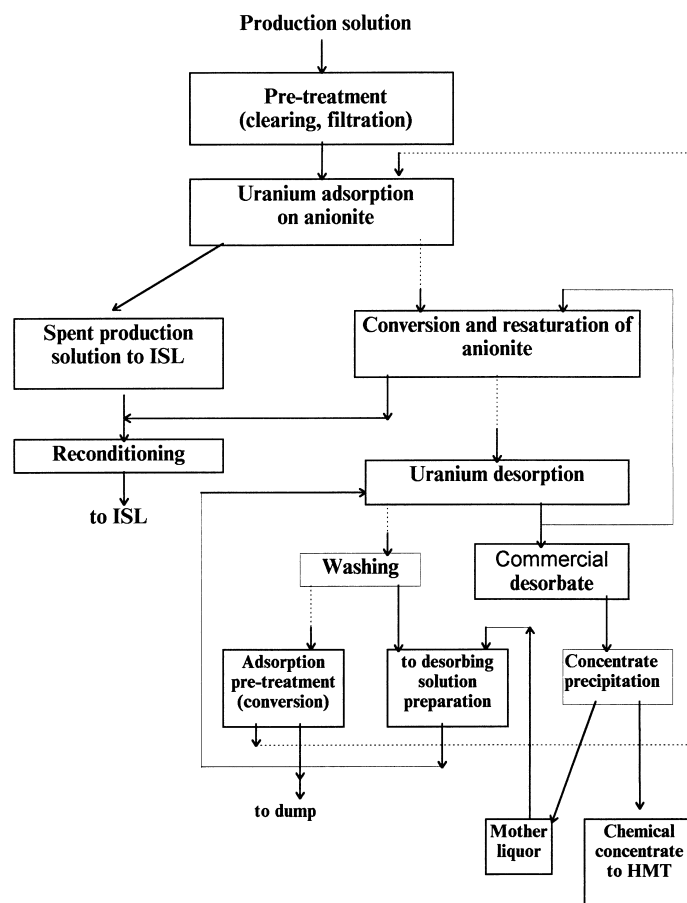 Production solution
Pre-treatment
(clearing, filtration)
Uranium adsorption
on anionite
Spent production
solution to ISL
Conversion and resaturation of
anionite
Reconditioning
to ISL
Uranium desorption
Washing
Commercial
desorbate
Adsorption
pre-treatment
(conversion)
to desorbing
solution
preparation
Concentrate
precipitation
to dump
Mother
liquor
Chemical
concentrate
to HMT